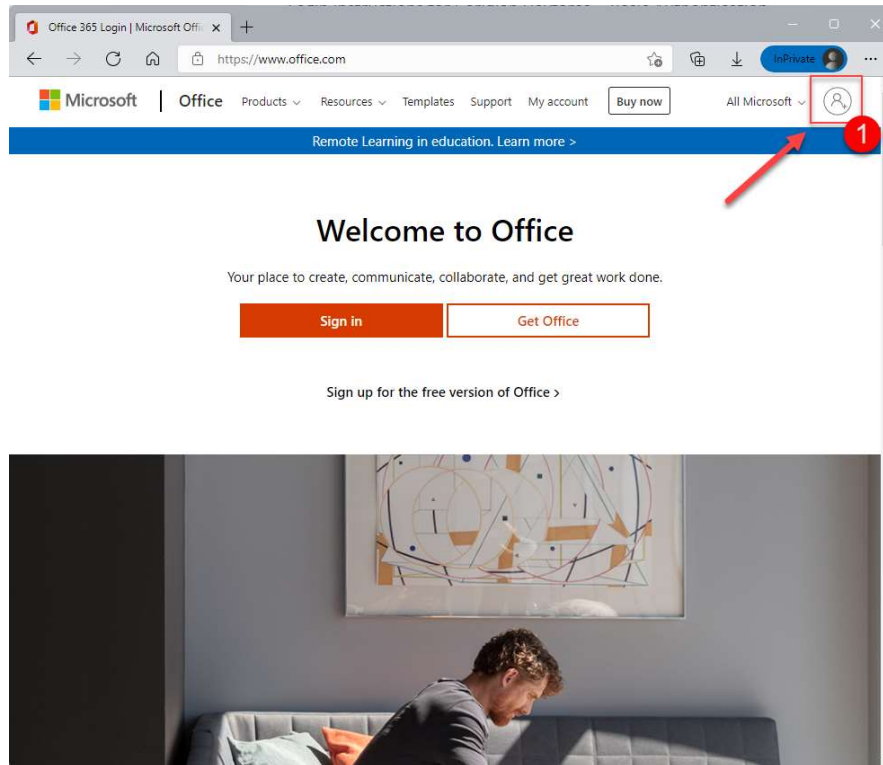 Office 365 Login | Microsoft Offi
https://www.office.com
InPrivate
Microsoft Office Products Resources Templates Support My account Buy now All Microsoft
1
Remote Learning in education. Learn more >
Welcome to Office
Your place to create, communicate, collaborate, and get great work done.
Sign in Get Office
Sign up for the free version of Office >